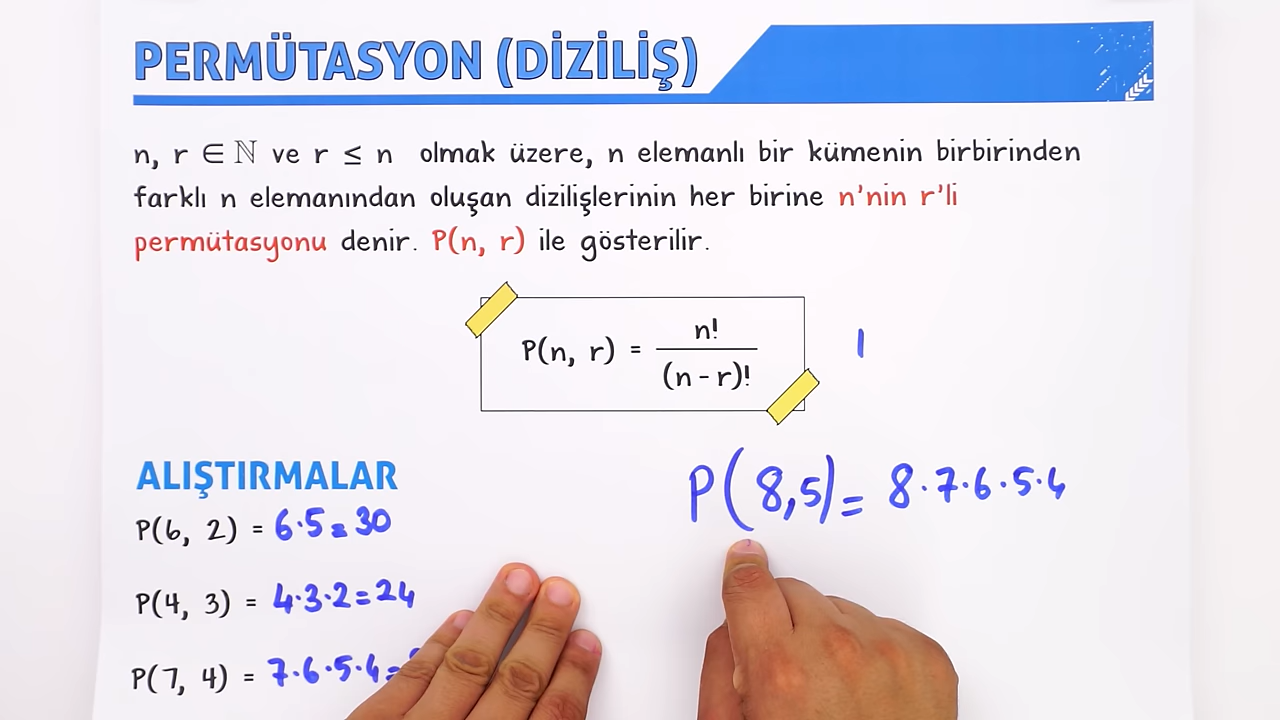 PERMÜTASYON (DİZİLİŞ)
n, r ∈ ℕ ve r ≤ n olmak üzere, n elemanlı bir kümenin birbirinden
farklı n elemanından oluşan dizilişlerinin her birine n'nin r'li
permütasyonu denir. P(n, r) ile gösterilir.
P(n, r) = n! / (n - r)!
P(8,5) = 8·7·6·5·4
ALIŞTIRMALAR
P(6, 2) = 6·5 = 30
P(4, 3) = 4·3·2 = 24
P(7, 4) = 7·6·5·4 =